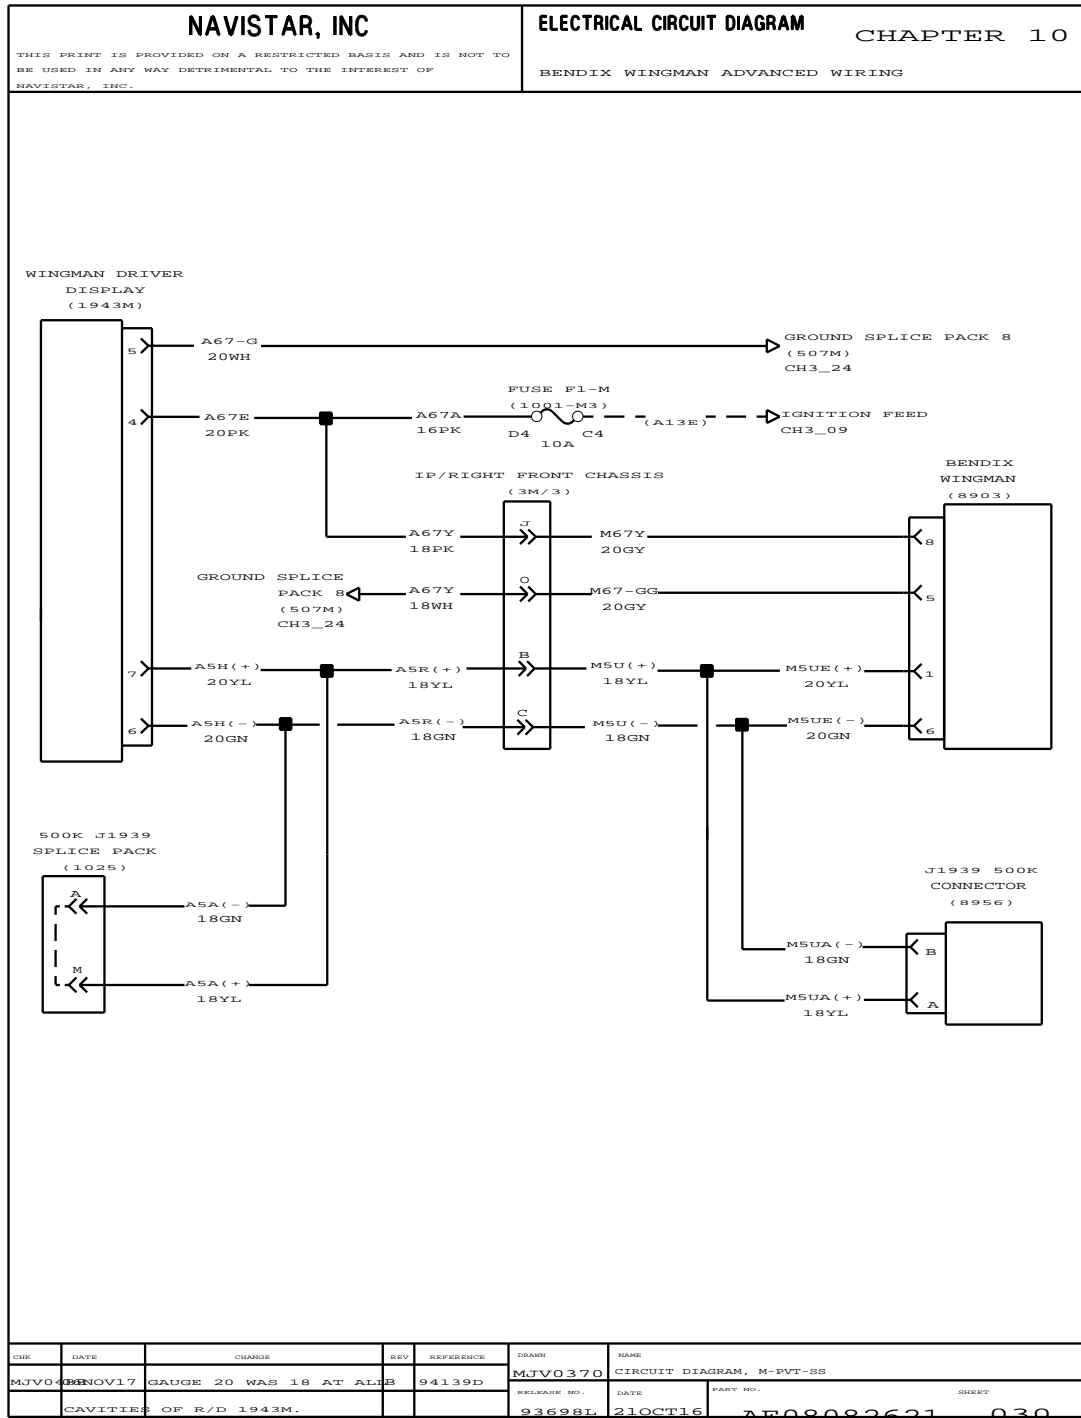 NAVISTAR, INC
THIS PRINT IS PROVIDED ON A RESTRICTED BASIS AND IS NOT TO
BE USED IN ANY WAY DETRIMENTAL TO THE INTEREST OF
NAVISTAR, INC.
ELECTRICAL CIRCUIT DIAGRAM
CHAPTER 10
BENDIX WINGMAN ADVANCED WIRING
WINGMAN DRIVER
DISPLAY
(1943M)
5
A67-G
20WH
GROUND SPLICE PACK 8
(507M)
CH3_24
4
A67E
20PK
A67A
16PK
FUSE F1-M
(1001-M3)
D4
C4
10A
(A13E)
IGNITION FEED
CH3_09
IP/RIGHT FRONT CHASSIS
(3M/3)
BENDIX
WINGMAN
(8903)
A67Y
18PK
J
M67Y
20GY
8
GROUND SPLICE
PACK 8
(507M)
CH3_24
A67Y
18WH
O
M67-GG
20GY
5
7
A5H(+)
20YL
A5R(+)
18YL
B
M5U(+)
18YL
M5UE(+)
20YL
1
6
A5H(-)
20GN
A5R(-)
18GN
C
M5U(-)
18GN
M5UE(-)
20GN
6
500K J1939
SPLICE PACK
(1025)
A
A5A(-)
18GN
M
A5A(+)
18YL
J1939 500K
CONNECTOR
(8956)
M5UA(-)
18GN
B
M5UA(+)
18YL
A
CHK
DATE
CHANGE
REV
REFERENCE
NOV17
GAUGE 20 WAS 18 AT ALL
B
94139D
CAVITIES OF R/D 1943M.
DRAWN
MJV0370
NAME
CIRCUIT DIAGRAM, M-PVT-SS
RELEASE NO.
93698L
DATE
21OCT16
PART NO.
AE08082621
SHEET
030